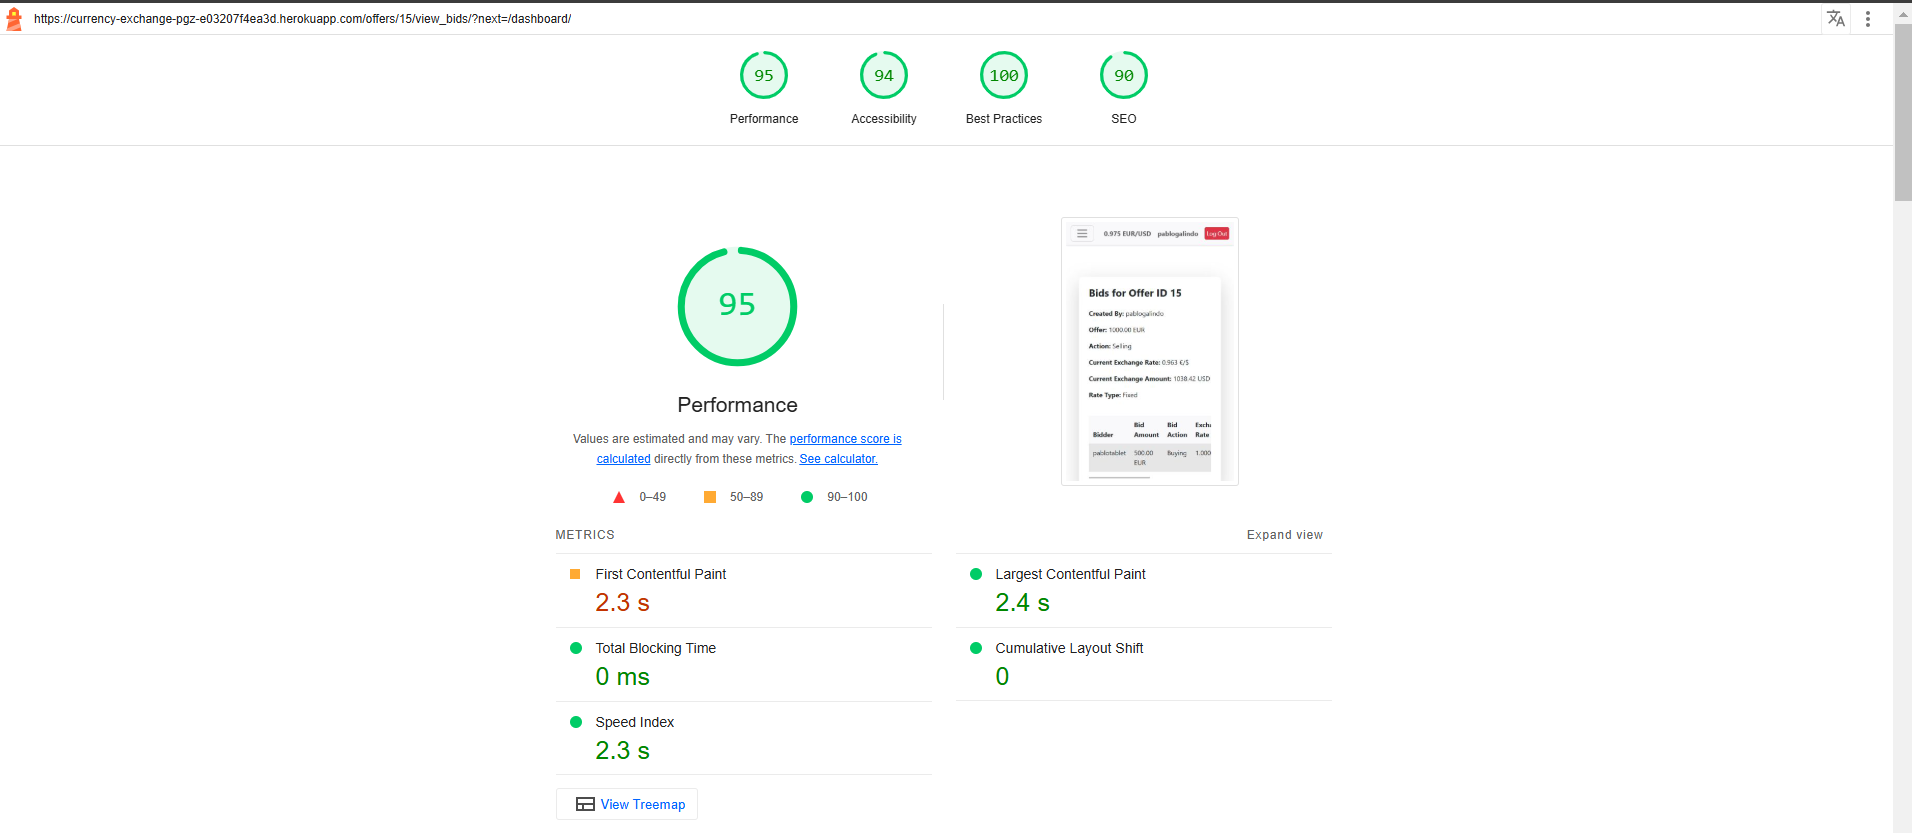 https://currency-exchange-pgz-e03207f4ea3d.herokuapp.com/offers/15/view_bids/?next=/dashboard/
95
94
100
90
Performance
Accessibility
Best Practices
SEO
95
Performance
Values are estimated and may vary. The performance score is
calculated directly from these metrics. See calculator.
0–49
50–89
90–100
0.975 EUR/USD pablogalindo Log Out
Bids for Offer ID 15
Created By: pablogalindo
Offer: 1000.00 EUR
Action: Selling
Current Exchange Rate: 0.963 €/$
Current Exchange Amount: 1038.42 USD
Rate Type: Fixed
Bid Bid Exch
Bidder Amount Action Rate
pablotablet 500.00 Buying 1.000
EUR
METRICS
Expand view
First Contentful Paint
2.3 s
Largest Contentful Paint
2.4 s
Total Blocking Time
0 ms
Cumulative Layout Shift
0
Speed Index
2.3 s
View Treemap